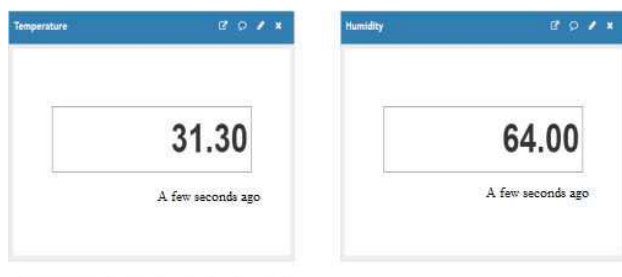 Temperature
31.30
A few seconds ago
Humidity
64.00
A few seconds ago